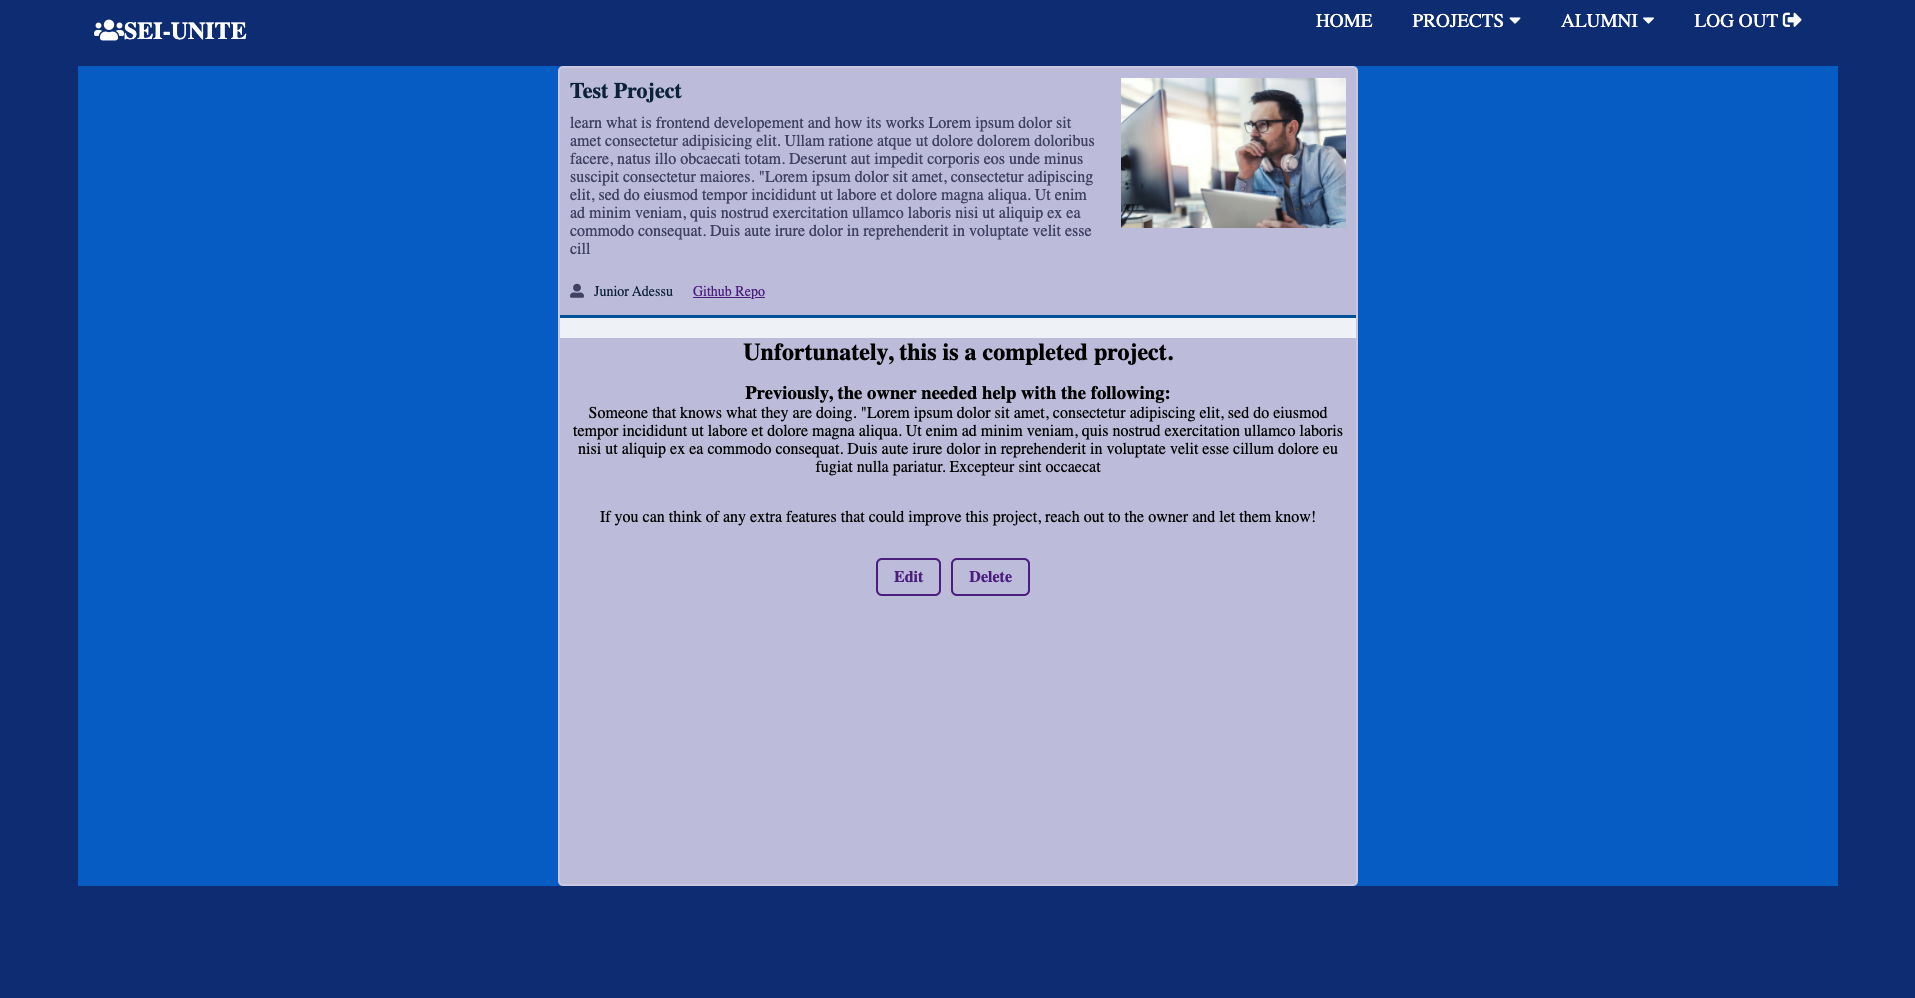 SEI-UNITE
HOME PROJECTS ALUMNI LOG OUT
Test Project
learn what is frontend developement and how its works Lorem ipsum dolor sit
amet consectetur adipisicing elit. Ullam ratione atque ut dolore dolorem doloribus
facere, natus illo obcaecati totam. Deserunt aut impedit corporis eos unde minus
suscipit consectetur maiores. "Lorem ipsum dolor sit amet, consectetur adipiscing
elit, sed do eiusmod tempor incididunt ut labore et dolore magna aliqua. Ut enim
ad minim veniam, quis nostrud exercitation ullamco laboris nisi ut aliquip ex ea
commodo consequat. Duis aute irure dolor in reprehenderit in voluptate velit esse
cill
Junior Adessu Github Repo
Unfortunately, this is a completed project.
Previously, the owner needed help with the following:
Someone that knows what they are doing. "Lorem ipsum dolor sit amet, consectetur adipiscing elit, sed do eiusmod
tempor incididunt ut labore et dolore magna aliqua. Ut enim ad minim veniam, quis nostrud exercitation ullamco laboris
nisi ut aliquip ex ea commodo consequat. Duis aute irure dolor in reprehenderit in voluptate velit esse cillum dolore eu
fugiat nulla pariatur. Excepteur sint occaecat
If you can think of any extra features that could improve this project, reach out to the owner and let them know!
Edit Delete